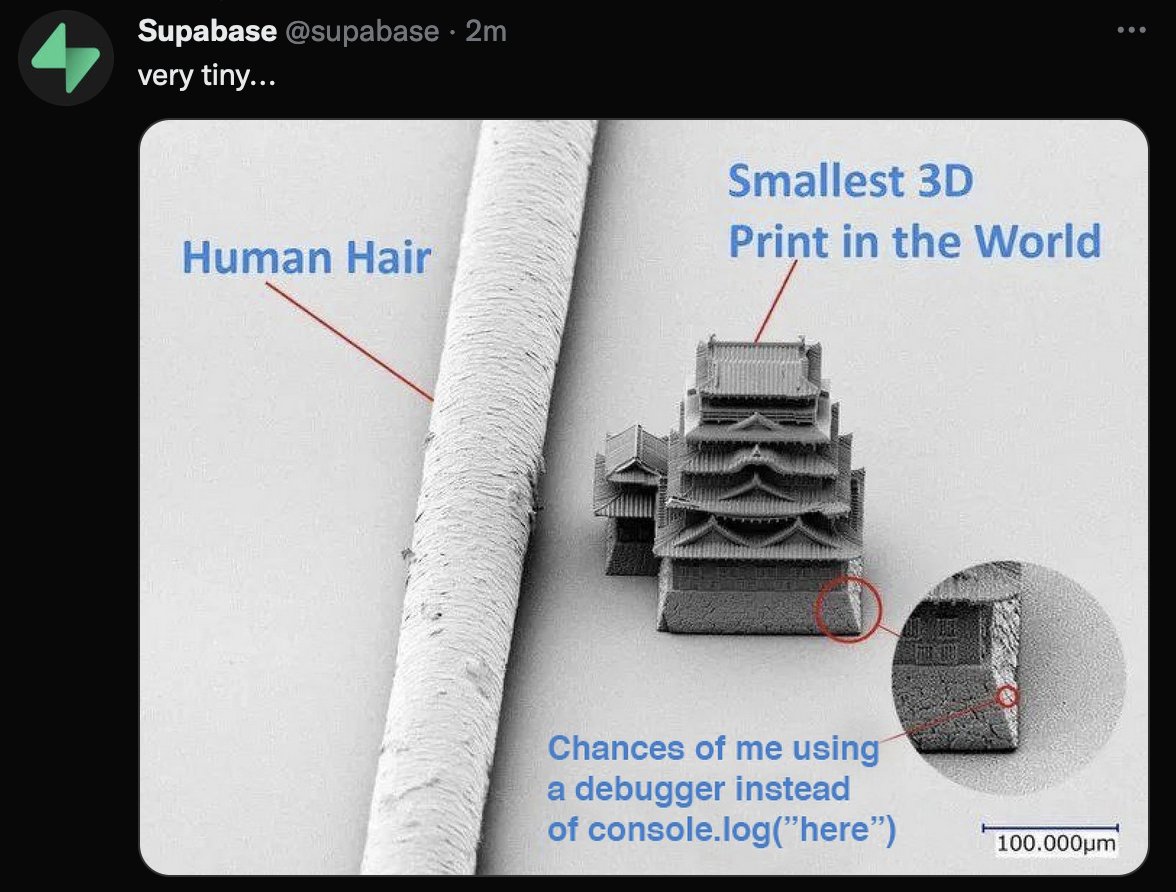 Supabase @supabase · 2m
very tiny...
Human Hair
Smallest 3D
Print in the World
Chances of me using
a debugger instead
of console.log(”here”)
100.000µm